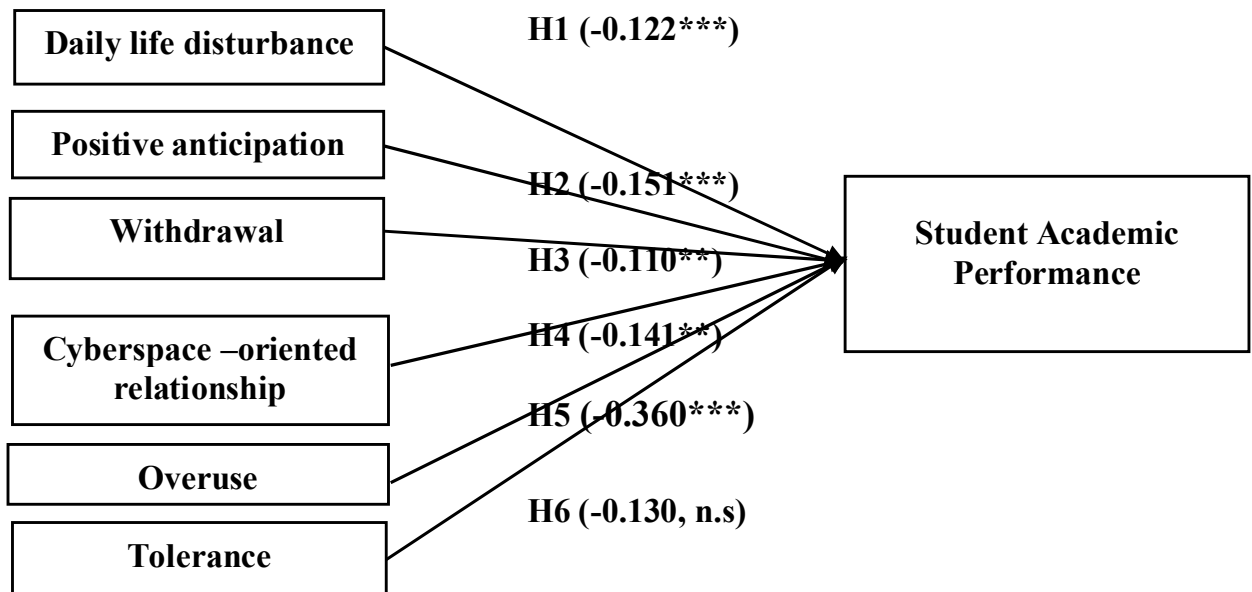 Daily life disturbance
H1 (-0.122***)
Positive anticipation
H2 (-0.151***)
Withdrawal
H3 (-0.110**)
Student Academic
Performance
Cyberspace –oriented
relationship
H4 (-0.141**)
Overuse
H5 (-0.360***)
Tolerance
H6 (-0.130, n.s)